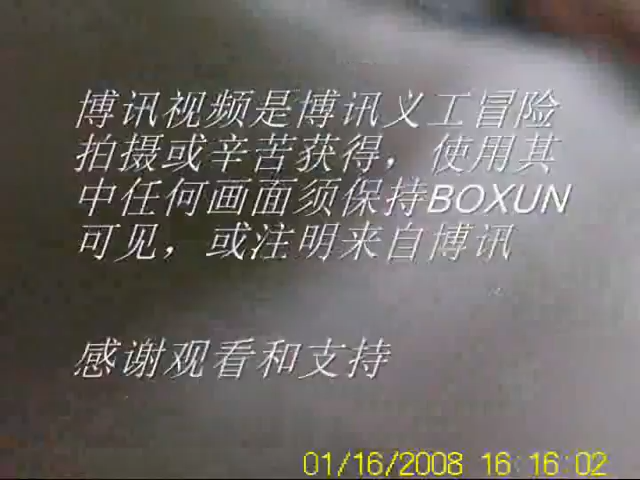 博讯视频是博讯义工冒险
拍摄或辛苦获得，使用其
中任何画面须保持BOXUN
可见，或注明来自博讯
感谢观看和支持
01/16/2008 16:16:02